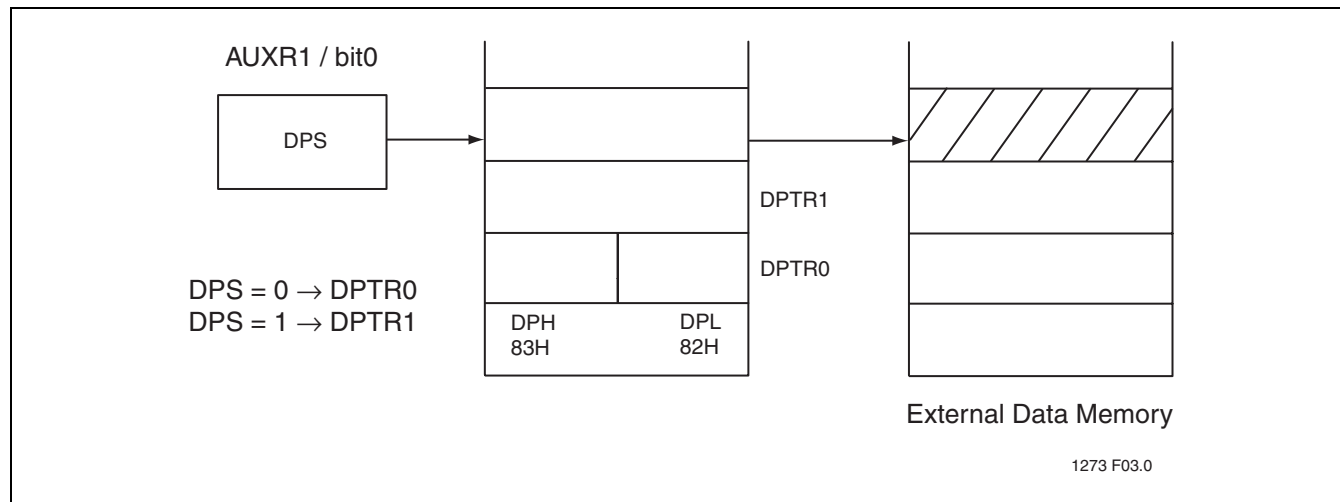 AUXR1 / bit0
DPS
DPTR1
DPTR0
DPS = 0 → DPTR0
DPS = 1 → DPTR1
DPH DPL
83H 82H
External Data Memory
1273 F03.0